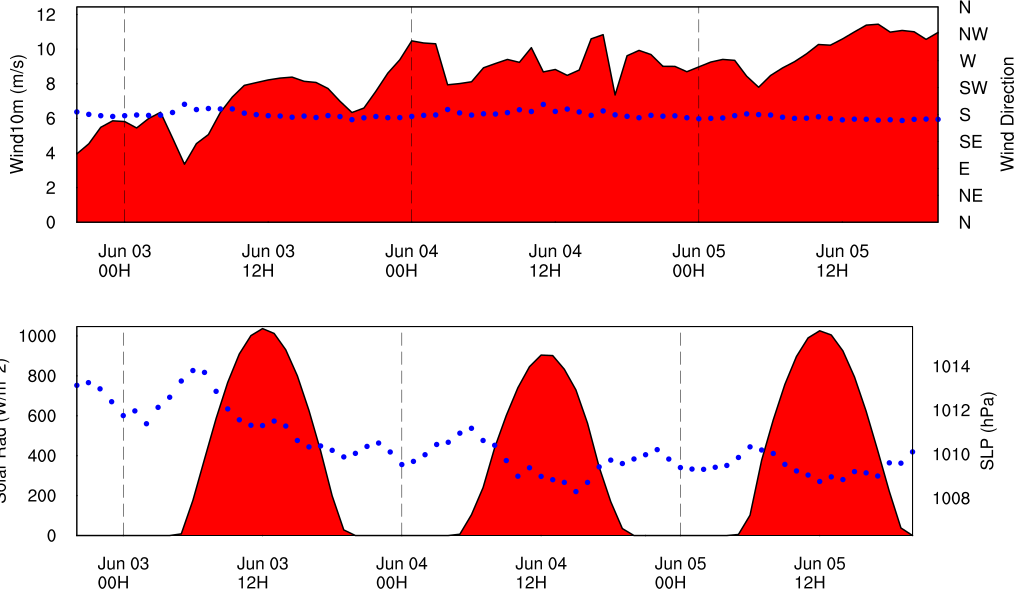 12
10
8
6
4
2
0
Wind10m (m/s)
N
NW
W
SW
S
SE
E
NE
N
Wind Direction
Jun 03
00H
Jun 03
12H
Jun 04
00H
Jun 04
12H
Jun 05
00H
Jun 05
12H
1000
800
600
400
200
0
Rad (W/m^2)
1014
1012
1010
1008
SLP (hPa)
Jun 03
00H
Jun 03
12H
Jun 04
00H
Jun 04
12H
Jun 05
00H
Jun 05
12H